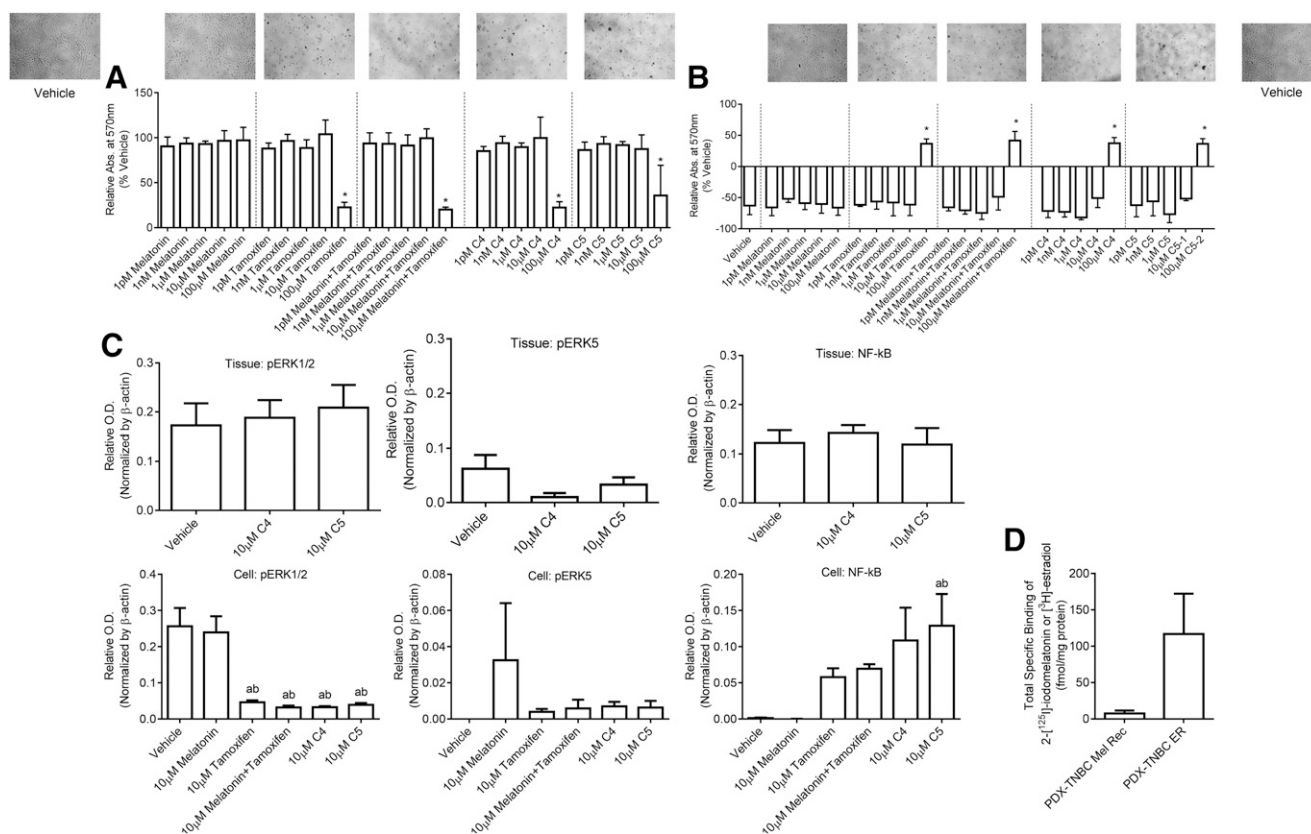 Vehicle
A
Relative Abs. at 570nm
(% Vehicle)
150
100
50
0
*
*
*
*
1pM Melatonin
1nM Melatonin
1µM Melatonin
10µM Melatonin
100µM Melatonin
1pM Tamoxifen
1nM Tamoxifen
1µM Tamoxifen
10µM Tamoxifen
100µM Tamoxifen
1pM Melatonin+Tamoxifen
1nM Melatonin+Tamoxifen
1µM Melatonin+Tamoxifen
10µM Melatonin+Tamoxifen
100µM Melatonin+Tamoxifen
1pM C4
1nM C4
1µM C4
10µM C4
100µM C4
1pM C5
1nM C5
1µM C5
10µM C5
100µM C5
B
Vehicle
Relative Abs. at 570nm
(% Vehicle)
100
50
0
-50
-100
*
*
*
*
Vehicle
1pM Melatonin
1nM Melatonin
1µM Melatonin
10µM Melatonin
100µM Melatonin
1pM Tamoxifen
1nM Tamoxifen
1µM Tamoxifen
10µM Tamoxifen
100µM Tamoxifen
1pM Melatonin+Tamoxifen
1nM Melatonin+Tamoxifen
1µM Melatonin+Tamoxifen
10µM Melatonin+Tamoxifen
100µM Melatonin+Tamoxifen
1pM C4
1nM C4
1µM C4
10µM C4
100µM C4
1pM C5
1nM C5
1µM C5
10µM C5-1
100µM C5-2
C
Tissue: pERK1/2
Relative O.D.
(Normalized by β-actin)
0.3
0.2
0.1
0.0
Vehicle
10µM C4
10µM C5
Tissue: pERK5
Relative O.D.
(Normalized by β-actin)
0.3
0.2
0.1
0.0
Vehicle
10µM C4
10µM C5
Tissue: NF-kB
Relative O.D.
(Normalized by β-actin)
0.3
0.2
0.1
0.0
Vehicle
10µM C4
10µM C5
Cell: pERK1/2
Relative O.D.
(Normalized by β-actin)
0.4
0.3
0.2
0.1
0.0
ab
ab
ab
ab
Vehicle
10µM Melatonin
10µM Tamoxifen
10µM Melatonin+Tamoxifen
10µM C4
10µM C5
Cell: pERK5
Relative O.D.
(Normalized by β-actin)
0.08
0.06
0.04
0.02
0.00
Vehicle
10µM Melatonin
10µM Tamoxifen
10µM Melatonin+Tamoxifen
10µM C4
10µM C5
Cell: NF-kB
Relative O.D.
(Normalized by β-actin)
0.20
0.15
0.10
0.05
0.00
ab
Vehicle
10µM Melatonin
10µM Tamoxifen
10µM Melatonin+Tamoxifen
10µM C4
10µM C5
D
Total Specific Binding of
2-[¹²⁵I]-iodomelatonin or [³H]-estradiol
(fmol/mg protein)
200
150
100
50
0
PDX-TNBC Mel Rec
PDX-TNBC ER